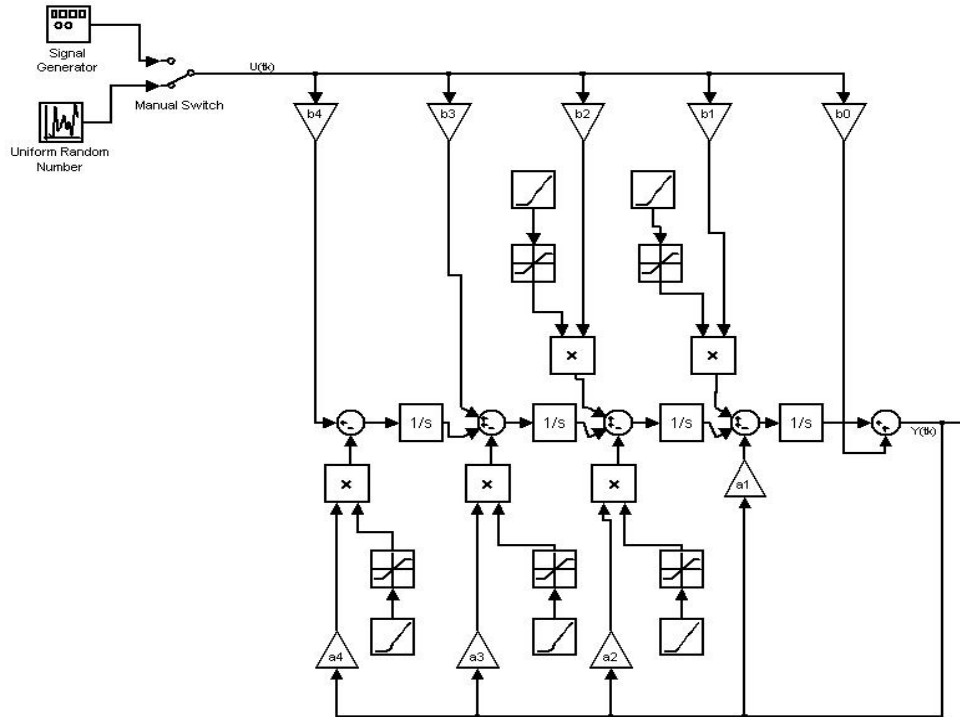 Signal
Generator
U(tk)
Manual Switch
Uniform Random
Number
b4
b3
b2
b1
b0
×
×
1/s
1/s
1/s
1/s
Y(tk)
×
×
×
a1
a4
a3
a2